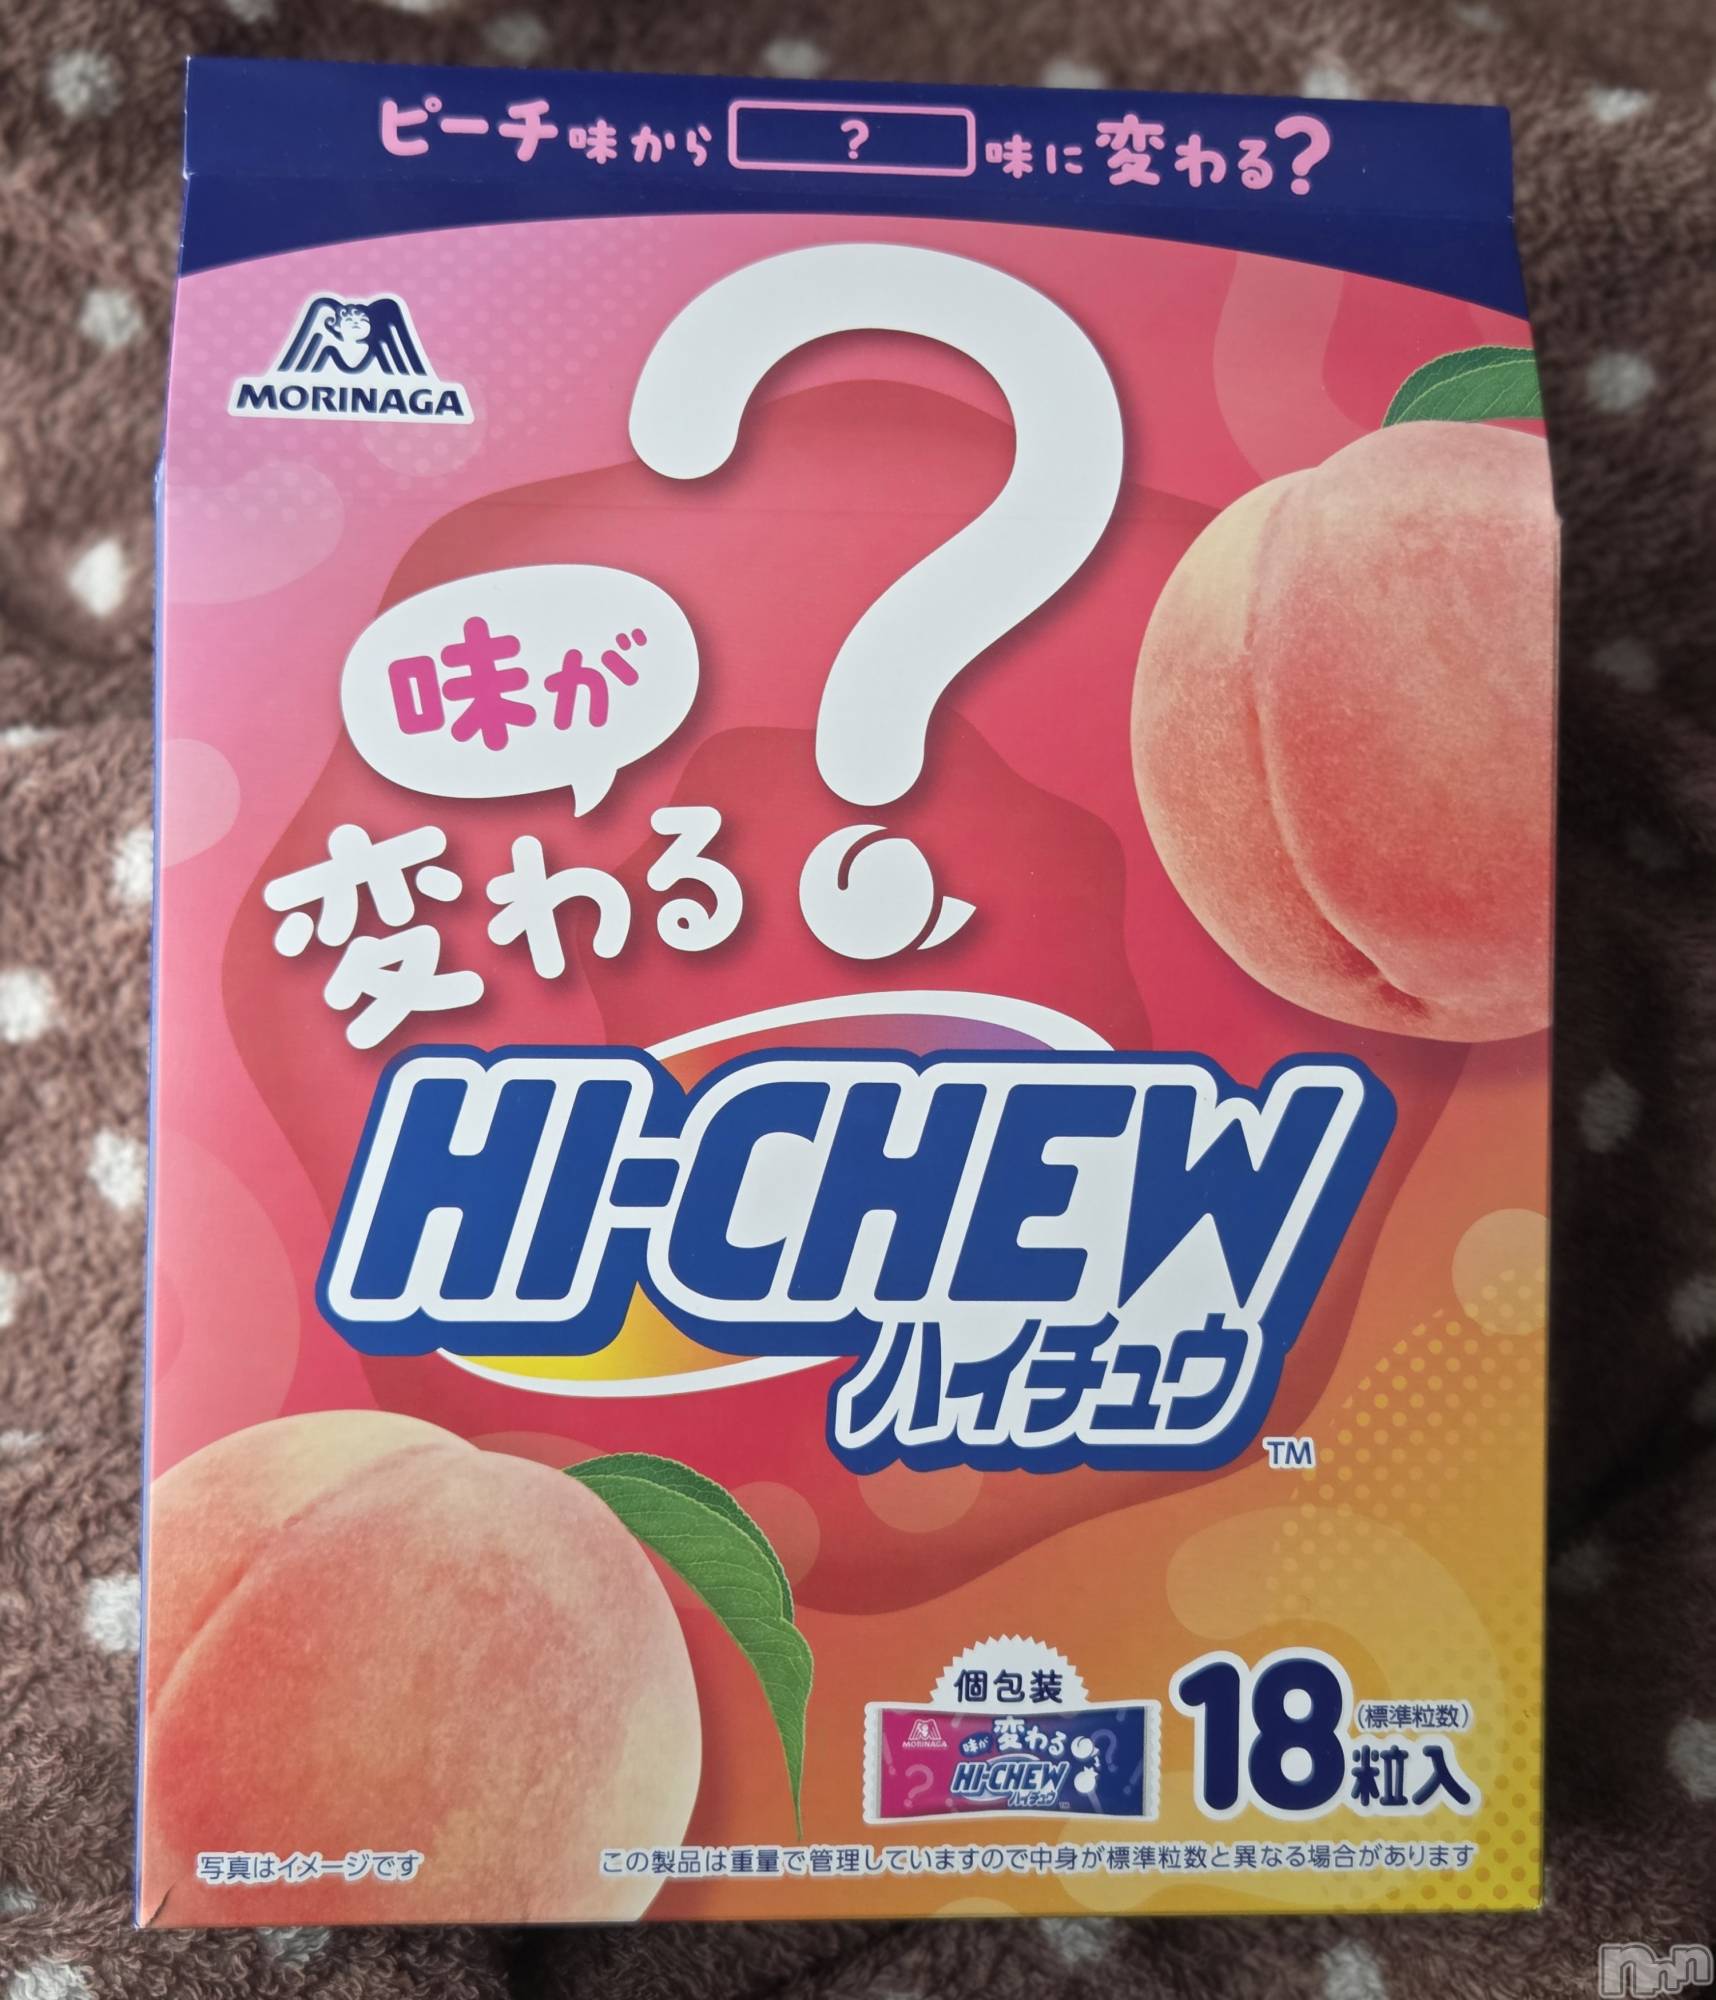 ピーチ味から ? 味に変わる?
MORINAGA
?
味が
変わる
HI-CHEW
ハイチュウ
TM
個包装
MORINAGA
味が変わる
HI-CHEW
ハイチュウ
18粒入
(標準粒数)
写真はイメージです
この製品は重量で管理していますので中身が標準粒数と異なる場合があります